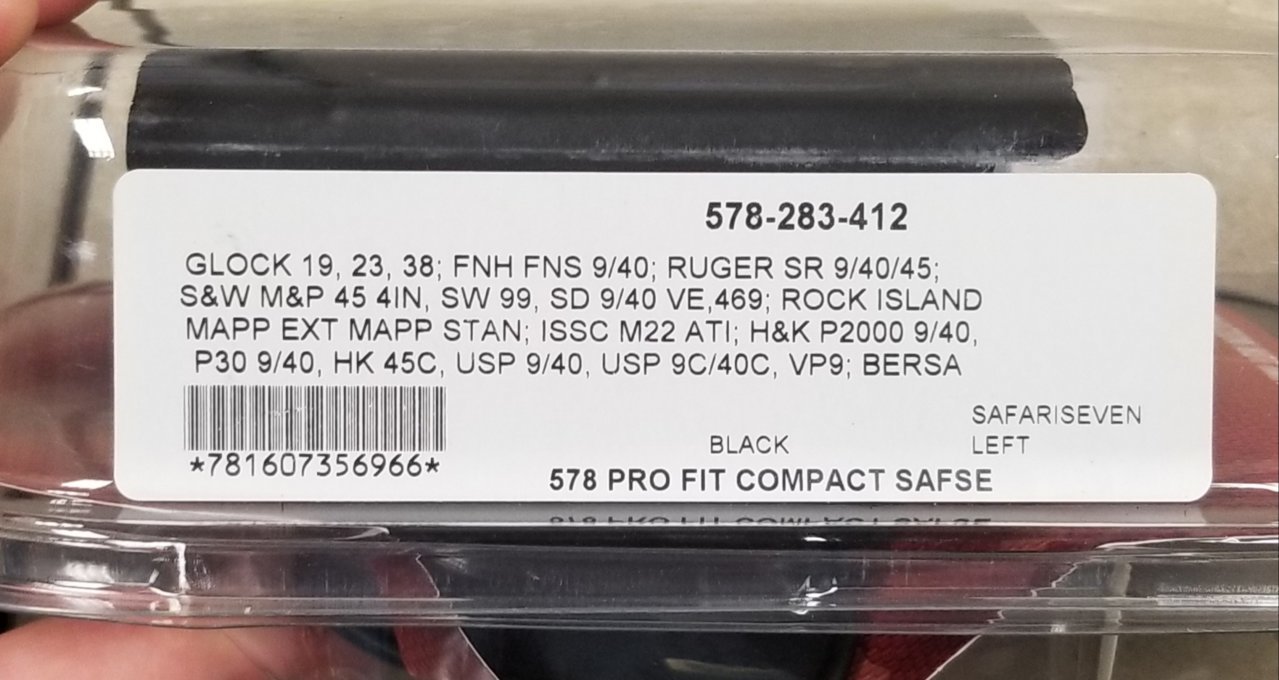 578-283-412
GLOCK 19, 23, 38; FNH FNS 9/40; RUGER SR 9/40/45;
S&W M&P 45 4IN, SW 99, SD 9/40 VE,469; ROCK ISLAND
MAPP EXT MAPP STAN; ISSC M22 ATI; H&K P2000 9/40,
P30 9/40, HK 45C, USP 9/40, USP 9C/40C, VP9; BERSA
SAFARISEVEN
BLACK LEFT
*781607356966*
578 PRO FIT COMPACT SAFSE